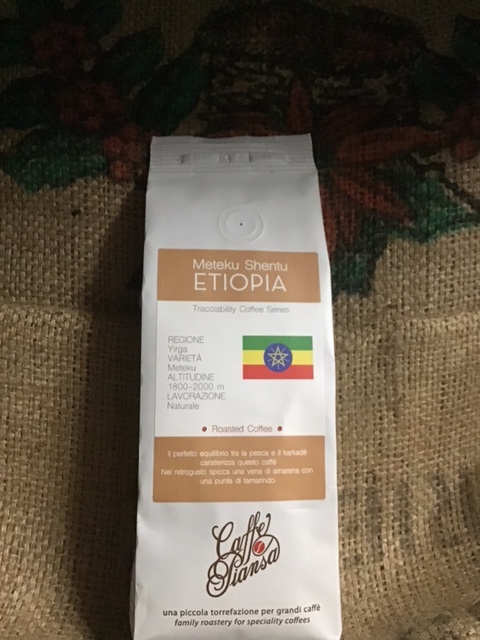 Meteku Shentu
ETIOPIA
Tracciability Coffee Series
REGIONE
Yirga
VARIETÀ
Meteku
ALTITUDINE
1800-2000 m
LAVORAZIONE
Naturale
Roasted Coffee
Il perfetto equilibrio tra la pesca e il karkadè
caraterizza questo caffè
Nel retrogusto spicca una vena di amarena con
una punta di tamarindo.
Caffè
Piansa
una piccola torrefazione per grandi caffè
family roastery for speciality coffees